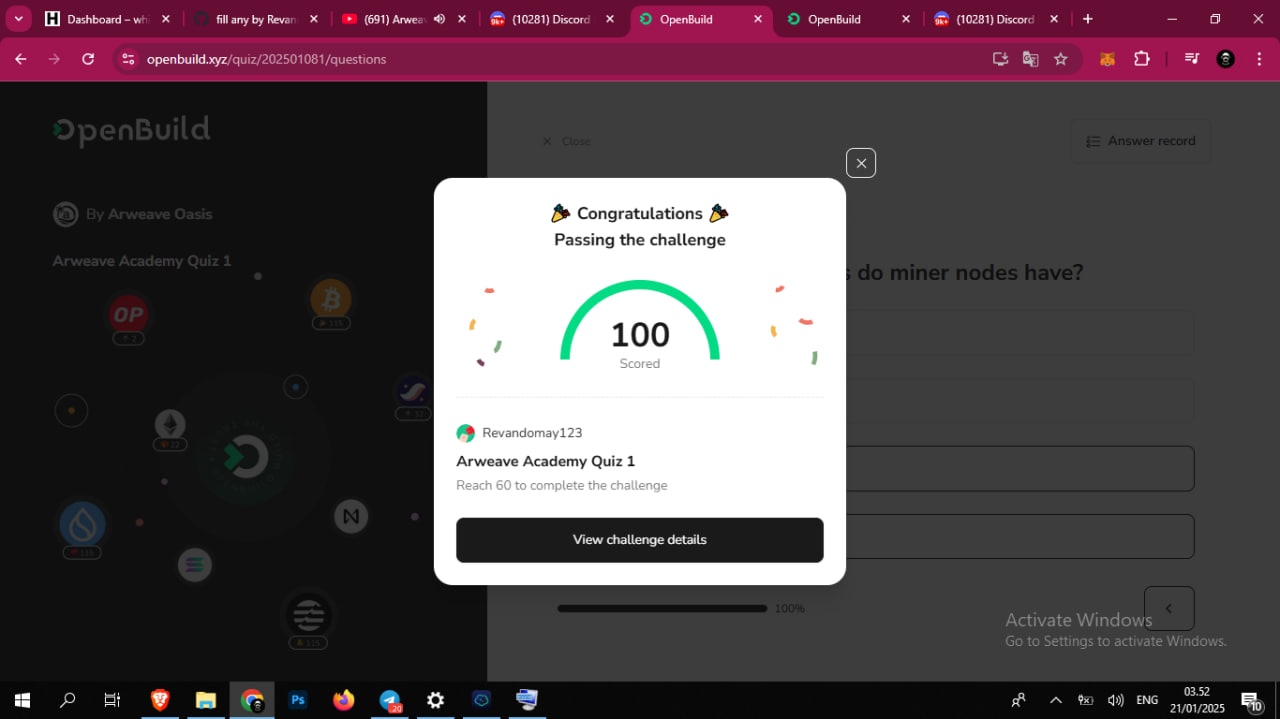 Dashboard – whi
fill any by Revan
(691) Arweav
(10281) Discord
OpenBuild
OpenBuild
(10281) Discord
openbuild.xyz/quiz/202501081/questions
OpenBuild
Close
Answer record
By Arweave Oasis
Arweave Academy Quiz 1
Congratulations
Passing the challenge
s do miner nodes have?
OP
2
115
100
Scored
32
22
Revandomay123
Arweave Academy Quiz 1
Reach 60 to complete the challenge
View challenge details
115
100%
Activate Windows
Go to Settings to activate Windows.
Ps
20
ENG
03.52
21/01/2025
10